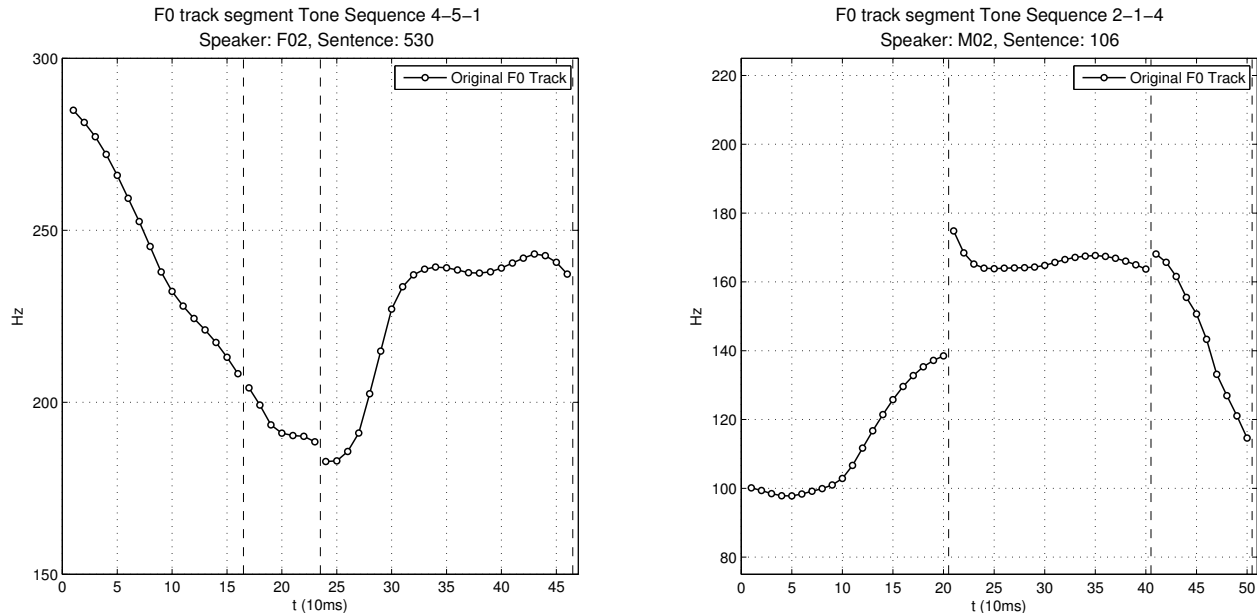 F0 track segment Tone Sequence 4−5−1
Speaker: F02, Sentence: 530
Original F0 Track
300
250
200
150
Hz
0 5 10 15 20 25 30 35 40 45
t (10ms)
F0 track segment Tone Sequence 2−1−4
Speaker: M02, Sentence: 106
Original F0 Track
220
200
180
160
140
120
100
80
Hz
0 5 10 15 20 25 30 35 40 45 50
t (10ms)